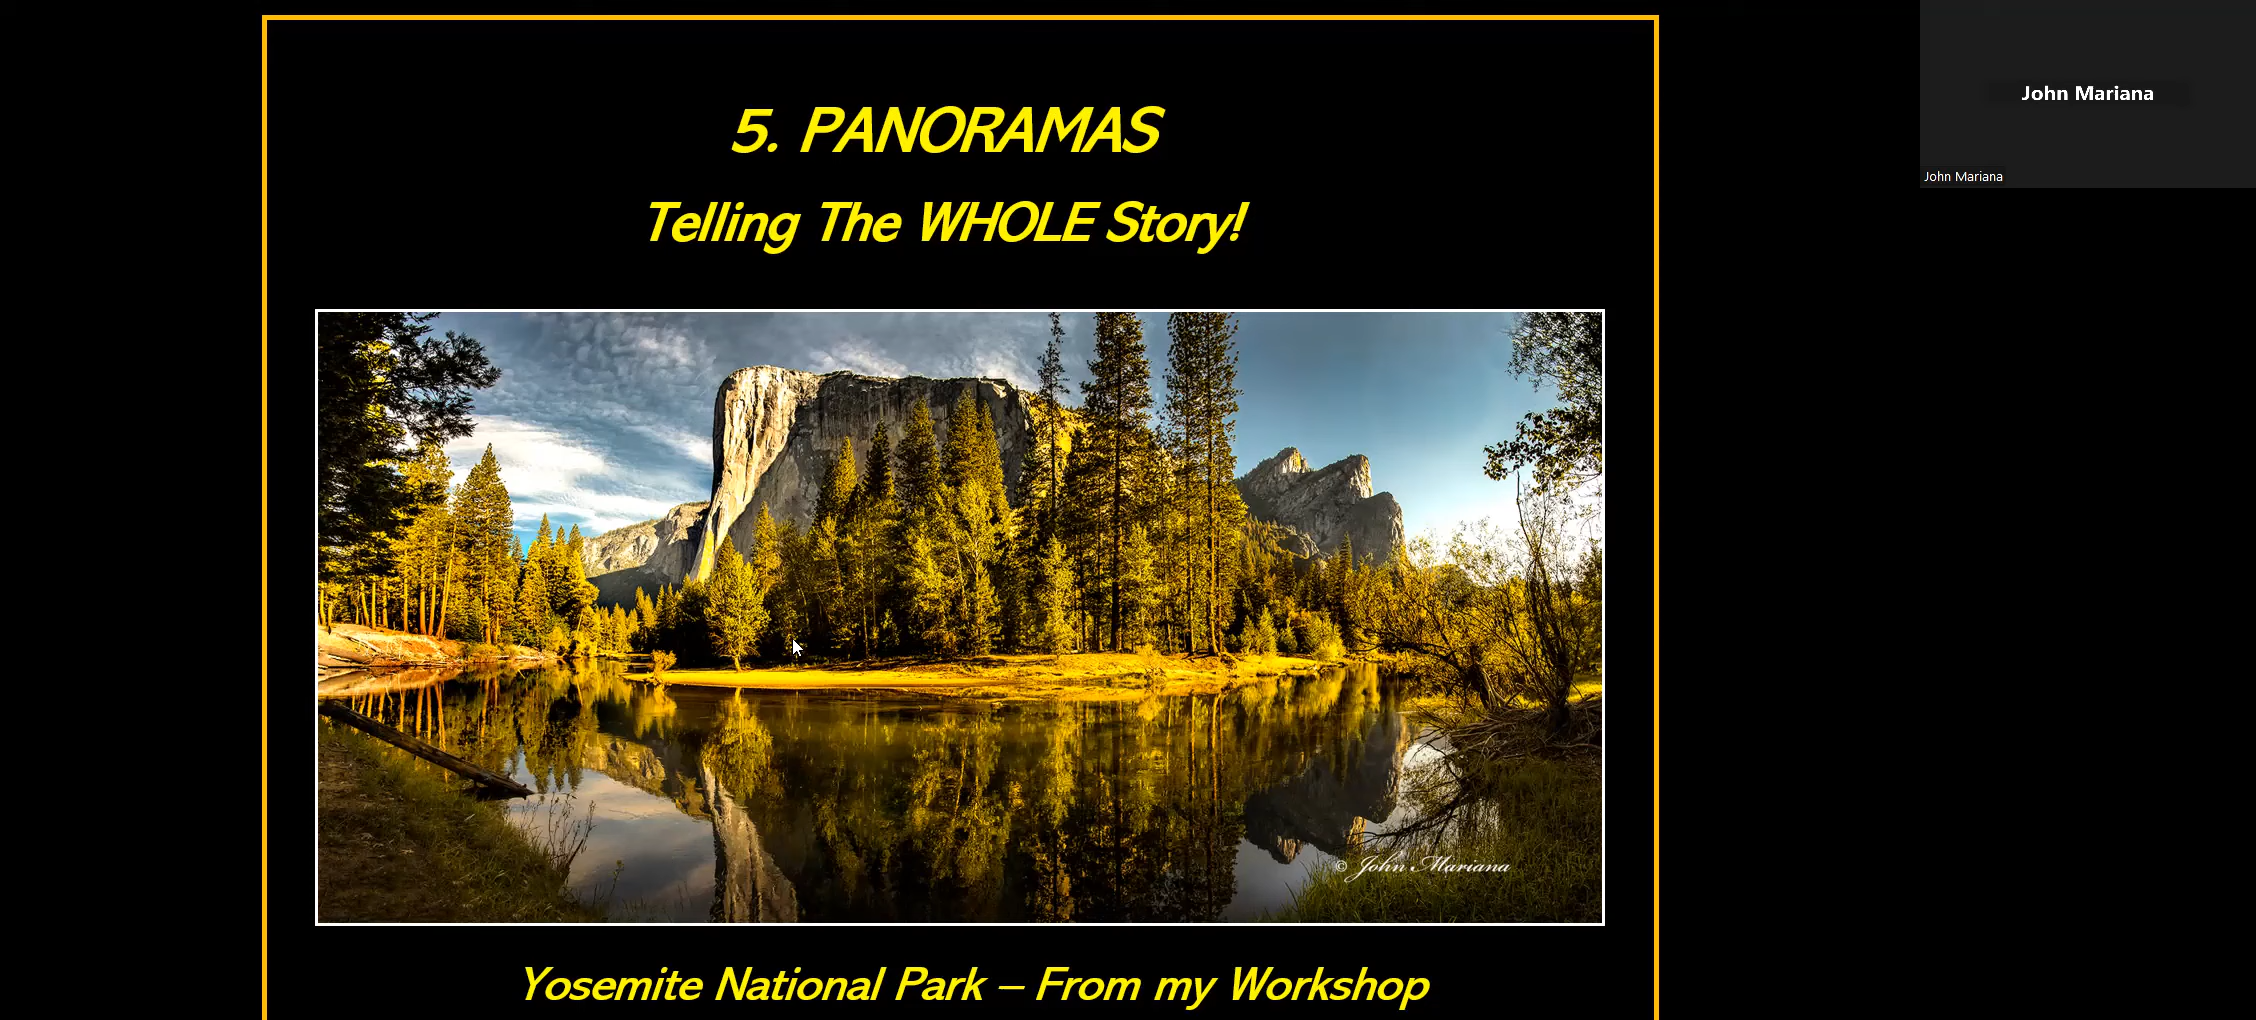 5. PANORAMAS
Telling The WHOLE Story!
John Mariana
John Mariana
© John Mariana
Yosemite National Park – From my Workshop